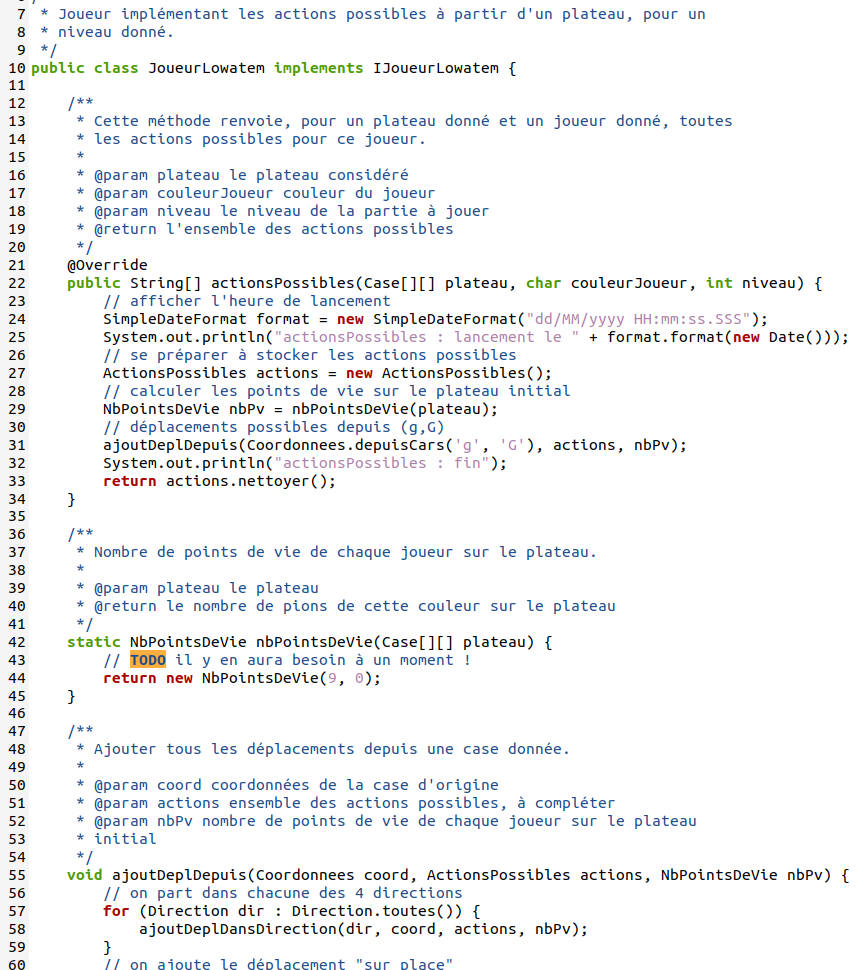 7  * Joueur implémentant les actions possibles à partir d'un plateau, pour un
8  * niveau donné.
9  */
10 public class JoueurLowatem implements IJoueurLowatem {
11
12     /**
13      * Cette méthode renvoie, pour un plateau donné et un joueur donné, toutes
14      * les actions possibles pour ce joueur.
15      *
16      * @param plateau le plateau considéré
17      * @param couleurJoueur couleur du joueur
18      * @param niveau le niveau de la partie à jouer
19      * @return l'ensemble des actions possibles
20      */
21     @Override
22     public String[] actionsPossibles(Case[][] plateau, char couleurJoueur, int niveau) {
23         // afficher l'heure de lancement
24         SimpleDateFormat format = new SimpleDateFormat("dd/MM/yyyy HH:mm:ss.SSS");
25         System.out.println("actionsPossibles : lancement le " + format.format(new Date()));
26         // se préparer à stocker les actions possibles
27         ActionsPossibles actions = new ActionsPossibles();
28         // calculer les points de vie sur le plateau initial
29         NbPointsDeVie nbPv = nbPointsDeVie(plateau);
30         // déplacements possibles depuis (g,G)
31         ajoutDeplDepuis(Coordonnees.depuisCars('g', 'G'), actions, nbPv);
32         System.out.println("actionsPossibles : fin");
33         return actions.nettoyer();
34     }
35
36     /**
37      * Nombre de points de vie de chaque joueur sur le plateau.
38      *
39      * @param plateau le plateau
40      * @return le nombre de pions de cette couleur sur le plateau
41      */
42     static NbPointsDeVie nbPointsDeVie(Case[][] plateau) {
43         // TODO il y en aura besoin à un moment !
44         return new NbPointsDeVie(9, 0);
45     }
46
47     /**
48      * Ajouter tous les déplacements depuis une case donnée.
49      *
50      * @param coord coordonnées de la case d'origine
51      * @param actions ensemble des actions possibles, à compléter
52      * @param nbPv nombre de points de vie de chaque joueur sur le plateau
53      * initial
54      */
55     void ajoutDeplDepuis(Coordonnees coord, ActionsPossibles actions, NbPointsDeVie nbPv) {
56         // on part dans chacune des 4 directions
57         for (Direction dir : Direction.toutes()) {
58             ajoutDeplDansDirection(dir, coord, actions, nbPv);
59         }
60         // on ajoute le déplacement "sur place"